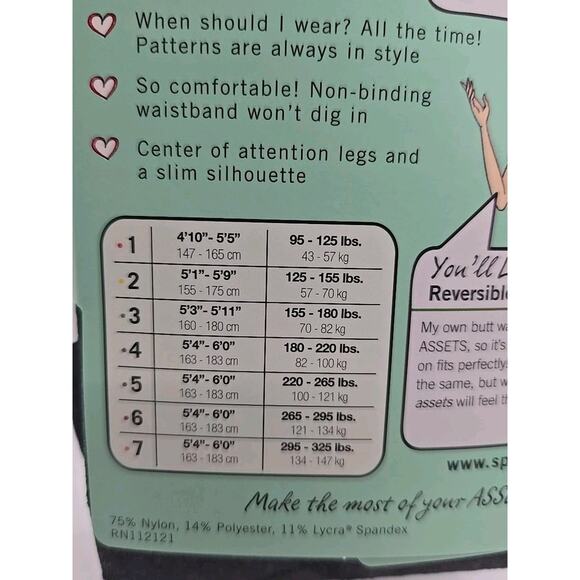 When should I wear? All the time!
Patterns are always in style
So comfortable! Non-binding
waistband won't dig in
Center of attention legs and
a slim silhouette
1 4'10"- 5'5" 95 - 125 lbs.
147 - 165 cm 43 - 57 kg
2 5'1"- 5'9" 125 - 155 lbs.
155 - 175 cm 57 - 70 kg
3 5'3"- 5'11" 155 - 180 lbs.
160 - 180 cm 70 - 82 kg
4 5'4"- 6'0" 180 - 220 lbs.
163 - 183 cm 82 - 100 kg
5 5'4"- 6'0" 220 - 265 lbs.
163 - 183 cm 100 - 121 kg
6 5'4"- 6'0" 265 - 295 lbs.
163 - 183 cm 121 - 134 kg
7 5'4"- 6'0" 295 - 325 lbs.
163 - 183 cm 134 - 147 kg
You'll
Reversibl
My own butt
ASSETS, so it's
on fits perfectly
the same, but
assets will feel
www.sp
Make the most of your ASS
75% Nylon, 14% Polyester, 11% Lycra® Spandex
RN112121